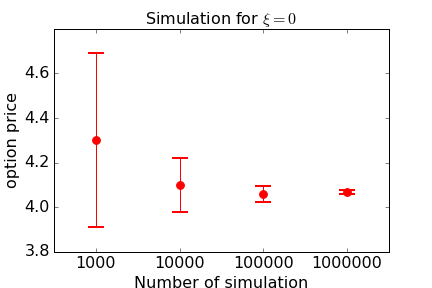 Simulation for ξ = 0
option price
4.6
4.4
4.2
4.0
3.8
1000 10000 100000 1000000
Number of simulation